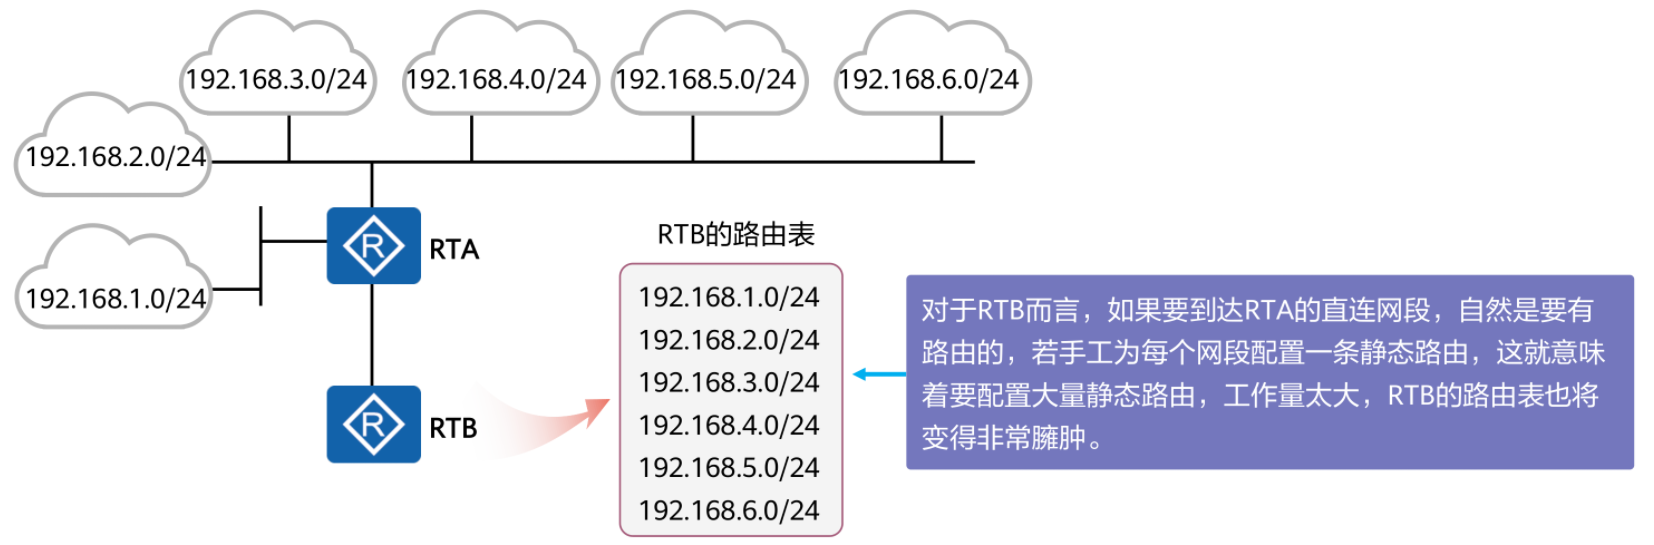 192.168.3.0/24
192.168.4.0/24
192.168.5.0/24
192.168.6.0/24
192.168.2.0/24
192.168.1.0/24
R
RTA
R
RTB
RTB的路由表
192.168.1.0/24
192.168.2.0/24
192.168.3.0/24
192.168.4.0/24
192.168.5.0/24
192.168.6.0/24
对于RTB而言，如果要到达RTA的直连网段，自然是要有
路由的，若手工为每个网段配置一条静态路由，这就意味
着要配置大量静态路由，工作量太大，RTB的路由表也将
变得非常臃肿。